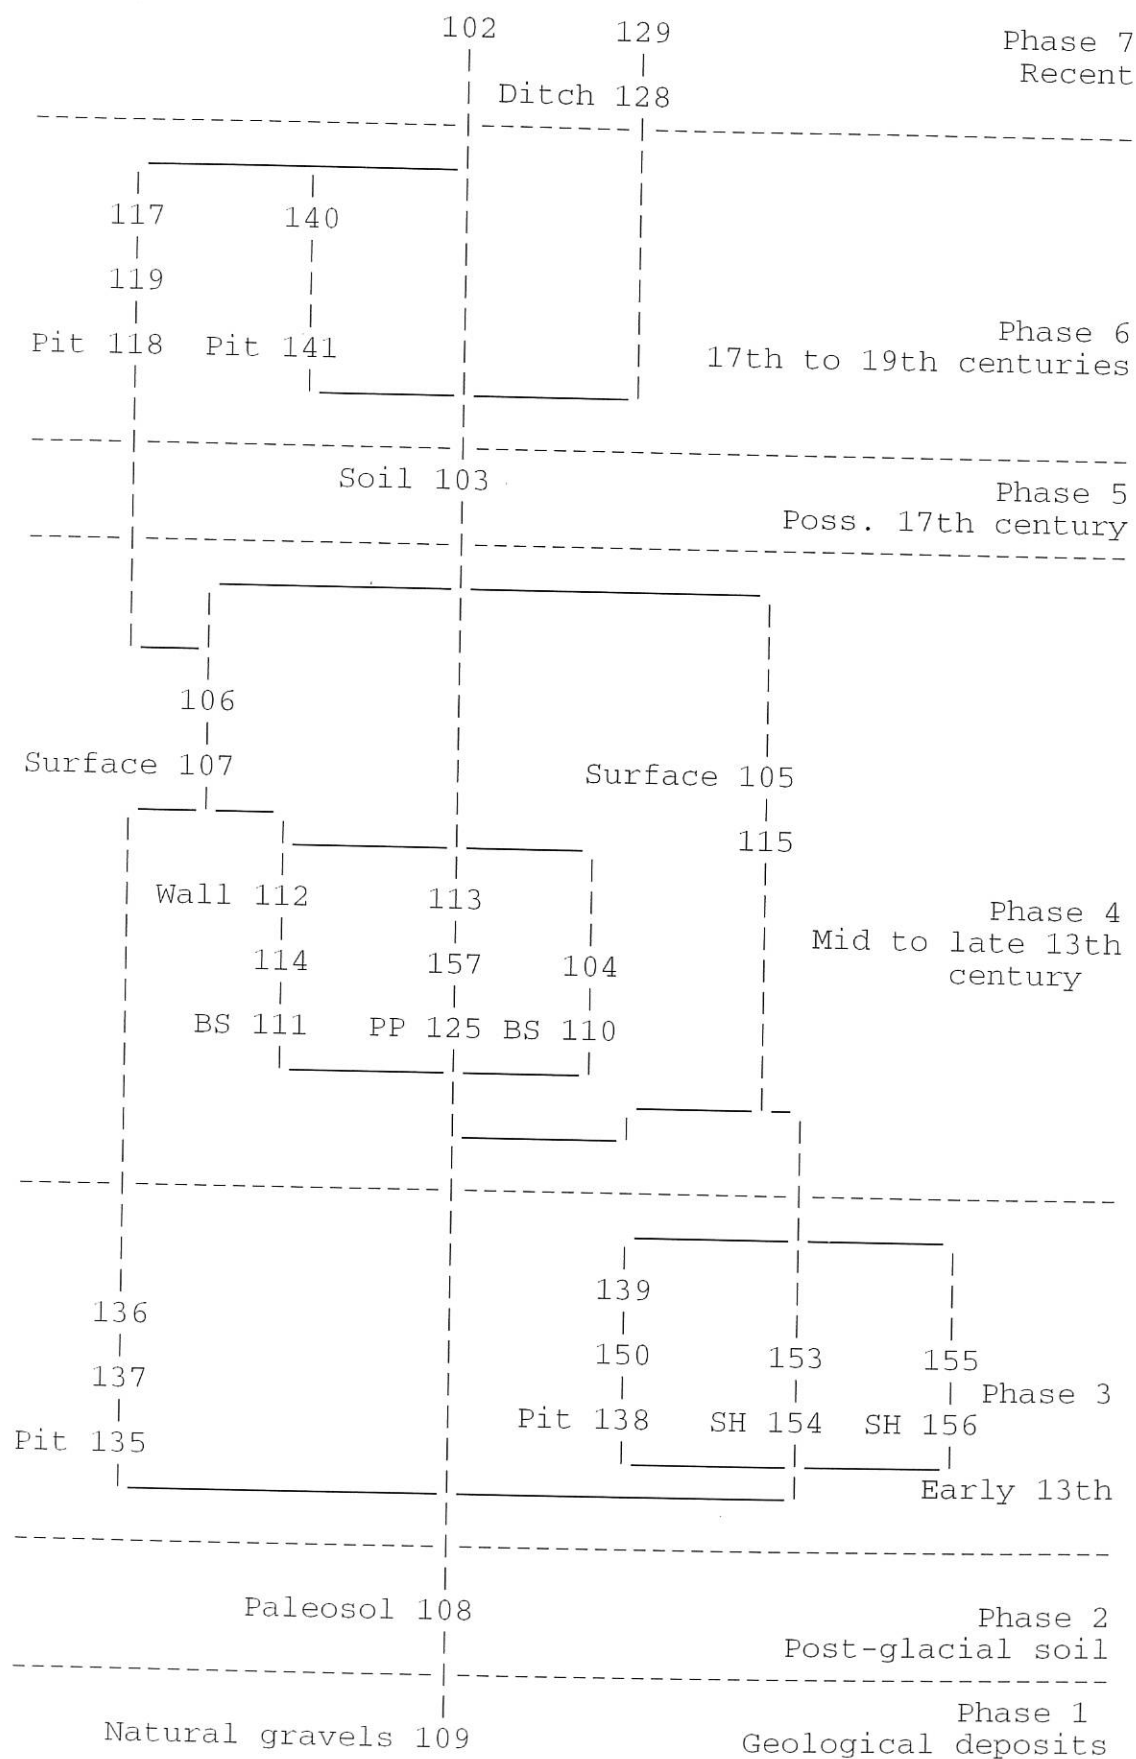 102 129 Phase 7
Recent
Ditch 128
117 140
119
Pit 118 Pit 141 Phase 6
17th to 19th centuries
Soil 103 Phase 5
Poss. 17th century
106
Surface 107 Surface 105
115
Wall 112 113 Phase 4
Mid to late 13th
114 157 104 century
BS 111 PP 125 BS 110
139
136
150 153 155
137 Phase 3
Pit 138 SH 154 SH 156
Pit 135
Early 13th
Paleosol 108 Phase 2
Post-glacial soil
Natural gravels 109 Phase 1
Geological deposits